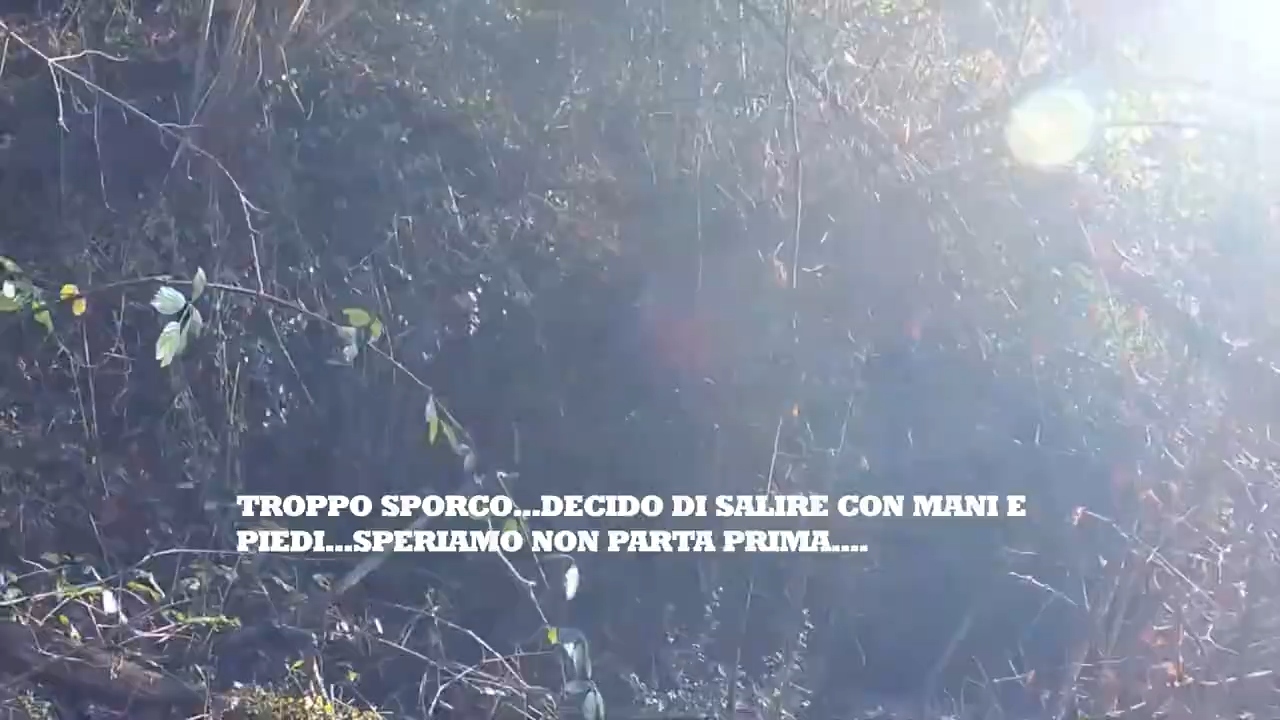 TROPPO SPORCO...DECIDO DI SALIRE CON MANI E
PIEDI...SPERIAMO NON PARTA PRIMA....